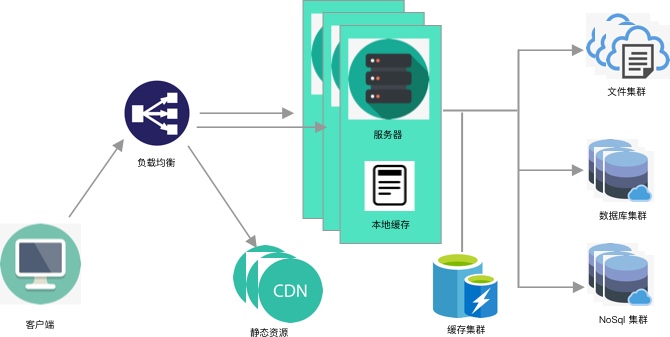 文件集群
服务器
负载均衡
数据库集群
本地缓存
CDN
客户端
静态资源
缓存集群
NoSql 集群